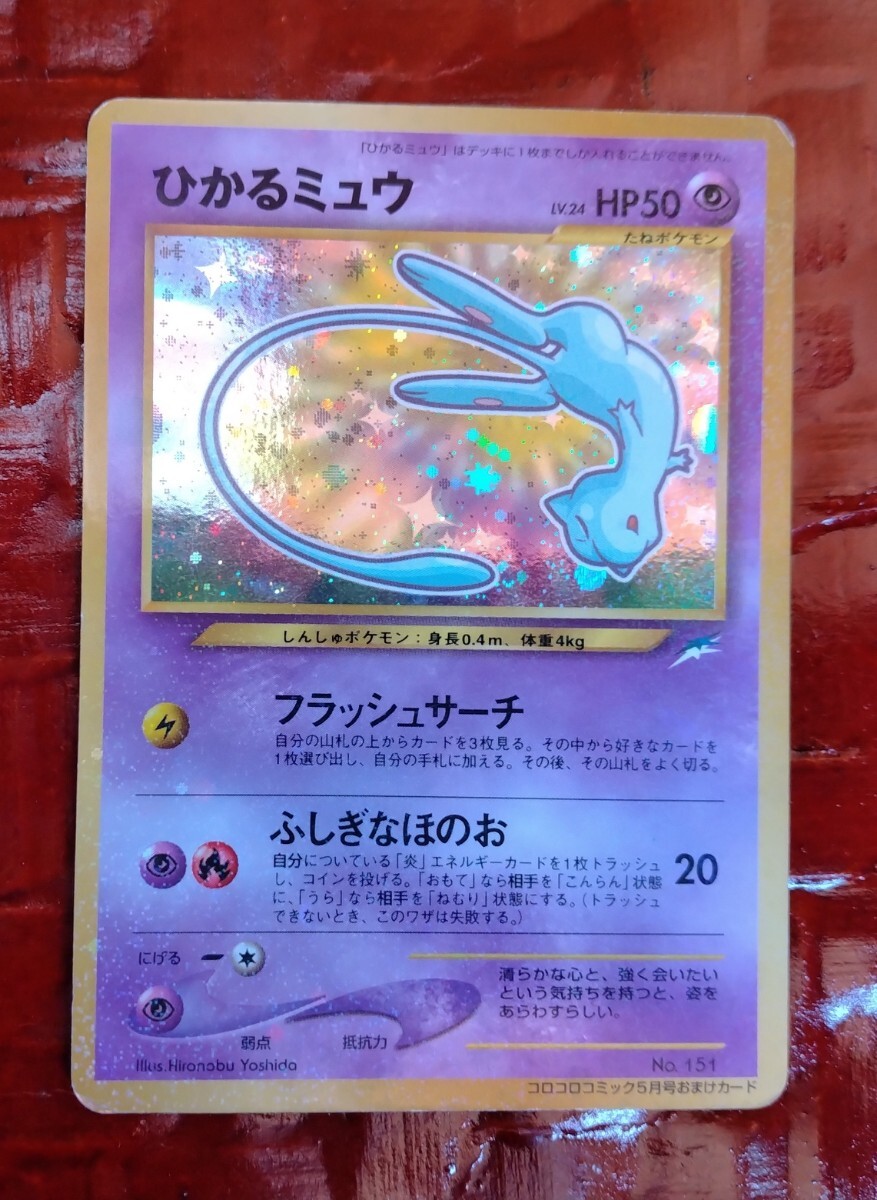 「ひかるミュウ」はデッキに1枚までしか入れることができません。
ひかるミュウ
LV.24 HP50
たねポケモン
しんしゅポケモン：身長0.4m、体重4kg
フラッシュサーチ
自分の山札の上からカードを3枚見る。その中から好きなカードを
1枚選び出し、自分の手札に加える。その後、その山札をよく切る。
ふしぎなほのお
自分についている「炎」エネルギーカードを1枚トラッシュ
し、コインを投げる。「おもて」なら相手を「こんらん」状態
に、「うら」なら相手を「ねむり」状態にする。（トラッシュ
できないとき、このワザは失敗する。）
20
にげる
清らかな心と、強く会いたい
という気持ちを持つと、姿を
あらわすらしい。
弱点 抵抗力
Illus.Hironobu Yoshida
No. 151
コロコロコミック5月号おまけカード